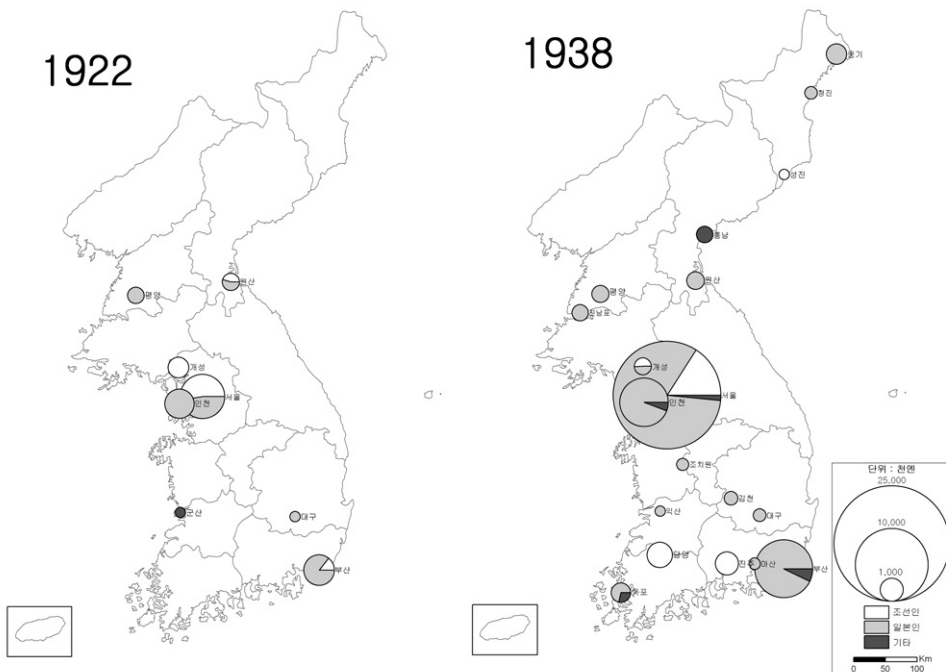 1922
원산
평양
개성
서울
인천
군산
대구
부산
1938
웅기
청진
성진
흥남
원산
평양
진남포
개성
서울
인천
조치원
김천
익산
대구
담양
진주
마산
부산
목포
단위 : 천엔
25,000
10,000
1,000
조선인
일본인
기타
Km
0 50 100